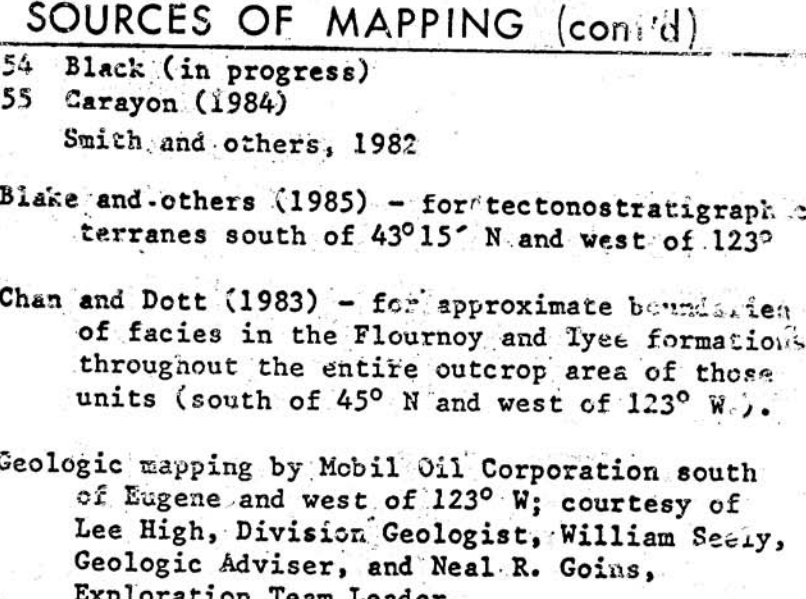 SOURCES OF MAPPING (cont'd)
54 Black (in progress)
55 Carayon (1984)
Smith and others, 1982
Blake and others (1985) - for tectonostratigraphic
terranes south of 43°15´ N and west of 123°
Chan and Dott (1983) - for approximate boundaries
of facies in the Flournoy and Tyee formations
throughout the entire outcrop area of those
units (south of 45° N and west of 123° W.).
Geologic mapping by Mobil Oil Corporation south
of Eugene and west of 123° W; courtesy of
Lee High, Division Geologist, William Seely,
Geologic Adviser, and Neal R. Goins,
Exploration Team Leader